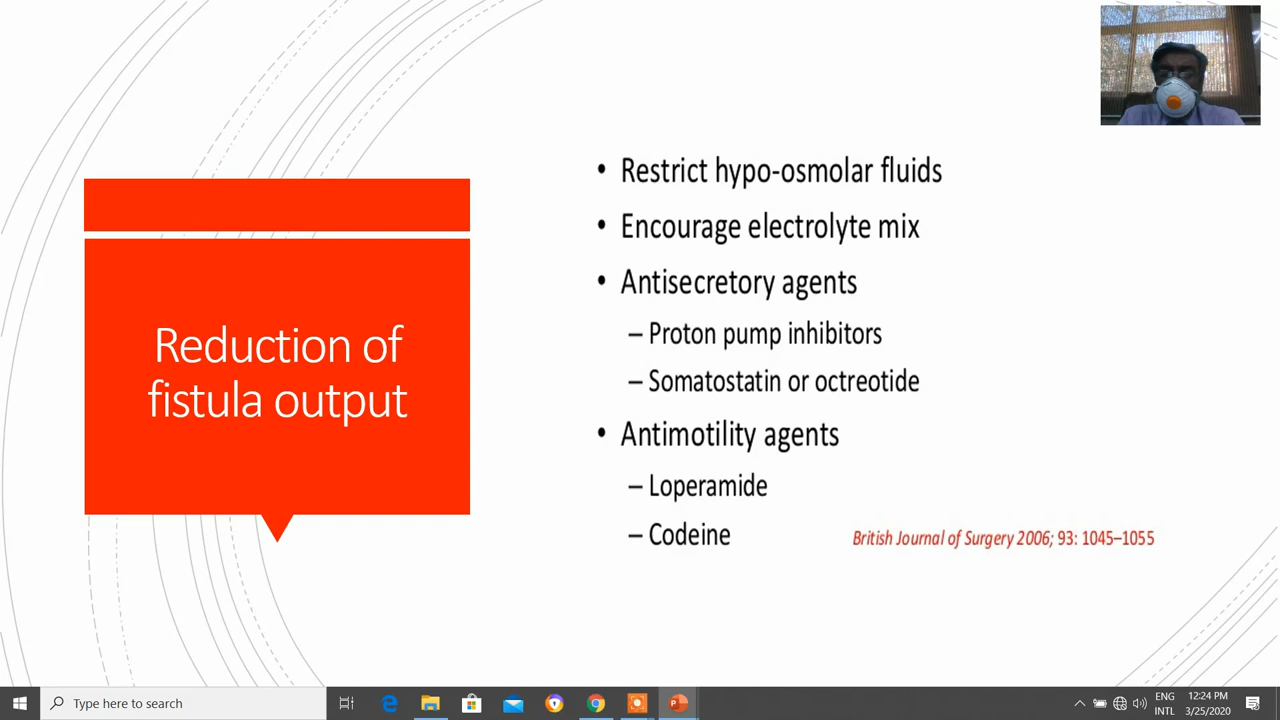 Reduction of
fistula output
• Restrict hypo-osmolar fluids
• Encourage electrolyte mix
• Antisecretory agents
– Proton pump inhibitors
– Somatostatin or octreotide
• Antimotility agents
– Loperamide
– Codeine
British Journal of Surgery 2006; 93: 1045–1055
Type here to search
ENG
INTL
12:24 PM
3/25/2020